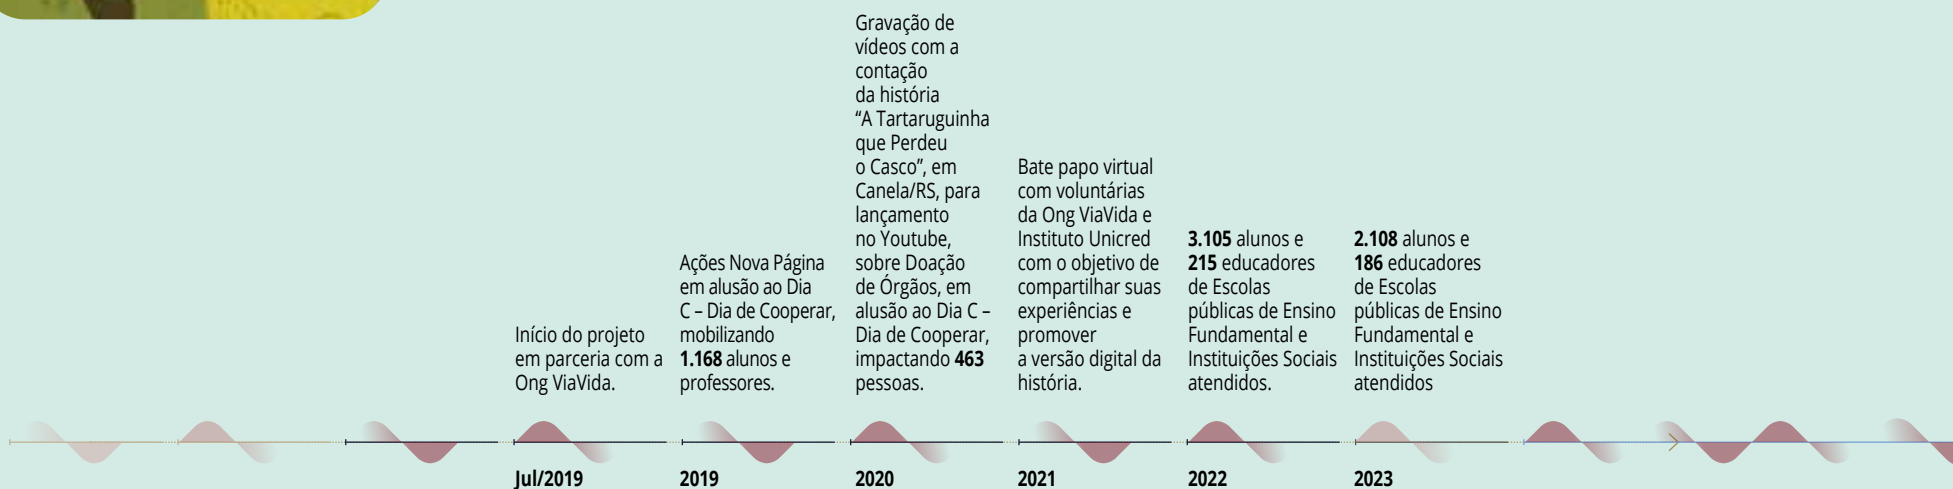 Início do projeto
em parceria com a
Ong ViaVida.
Jul/2019
Ações Nova Página
em alusão ao Dia
C – Dia de Cooperar,
mobilizando
1.168 alunos e
professores.
2019
Gravação de
vídeos com a
contação
da história
“A Tartaruguinha
que Perdeu
o Casco”, em
Canela/RS, para
lançamento
no Youtube,
sobre Doação
de Órgãos, em
alusão ao Dia C –
Dia de Cooperar,
impactando 463
pessoas.
2020
Bate papo virtual
com voluntárias
da Ong ViaVida e
Instituto Unicred
com o objetivo de
compartilhar suas
experiências e
promover
a versão digital da
história.
2021
3.105 alunos e
215 educadores
de Escolas
públicas de Ensino
Fundamental e
Instituições Sociais
atendidos.
2022
2.108 alunos e
186 educadores
de Escolas
públicas de Ensino
Fundamental e
Instituições Sociais
atendidos
2023